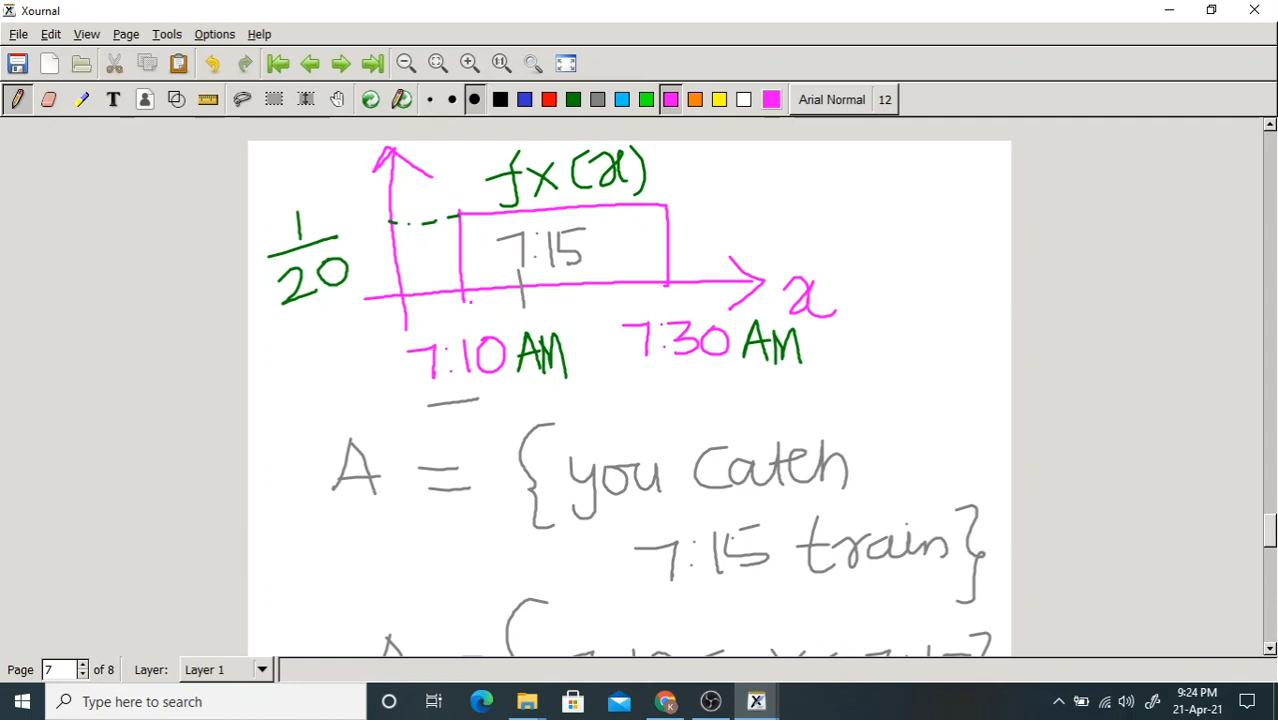 Xournal
File Edit View Page Tools Options Help
Arial Normal 12
fx(x)
1
20
7:15
x
7:10 AM 7:30 AM
A = {you catch
7:15 train}
Page 7 of 8 Layer: Layer 1
Type here to search
9:24 PM
21-Apr-21